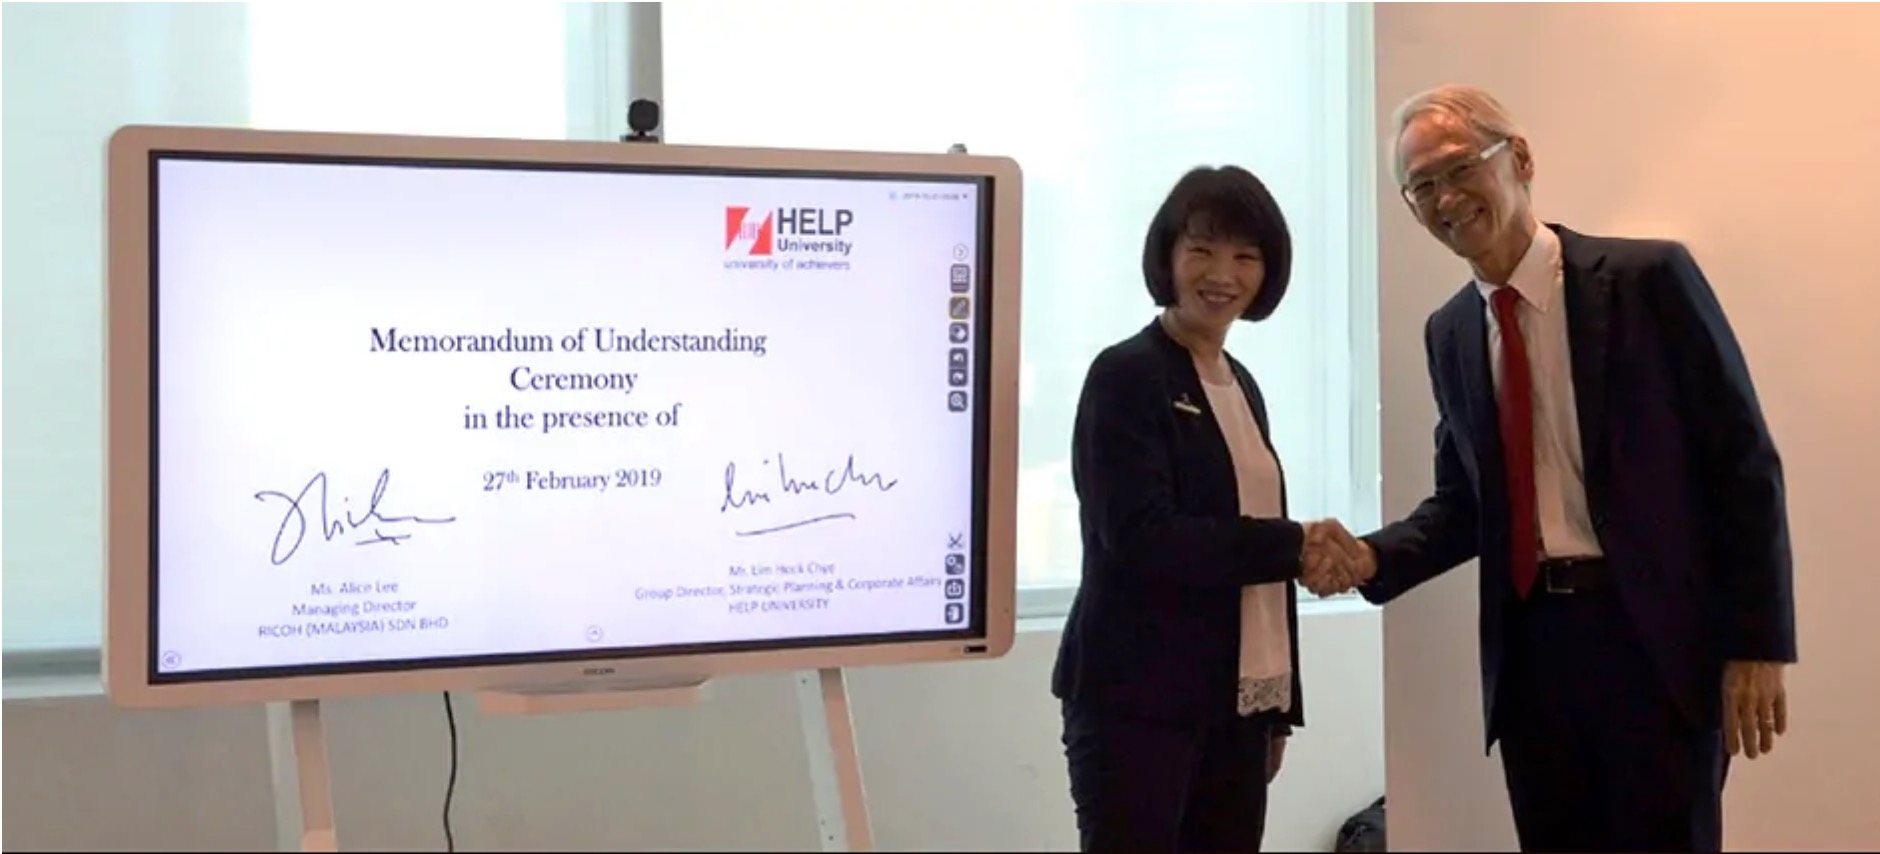 HELP
University
university of achievers
Memorandum of Understanding
Ceremony
in the presence of
27th February 2019
Ms. Alice Lee
Managing Director
RICOH (MALAYSIA) SDN BHD
Mr. Lim Hock Chye
Group Director, Strategic Planning & Corporate Affairs
HELP UNIVERSITY
RICOH